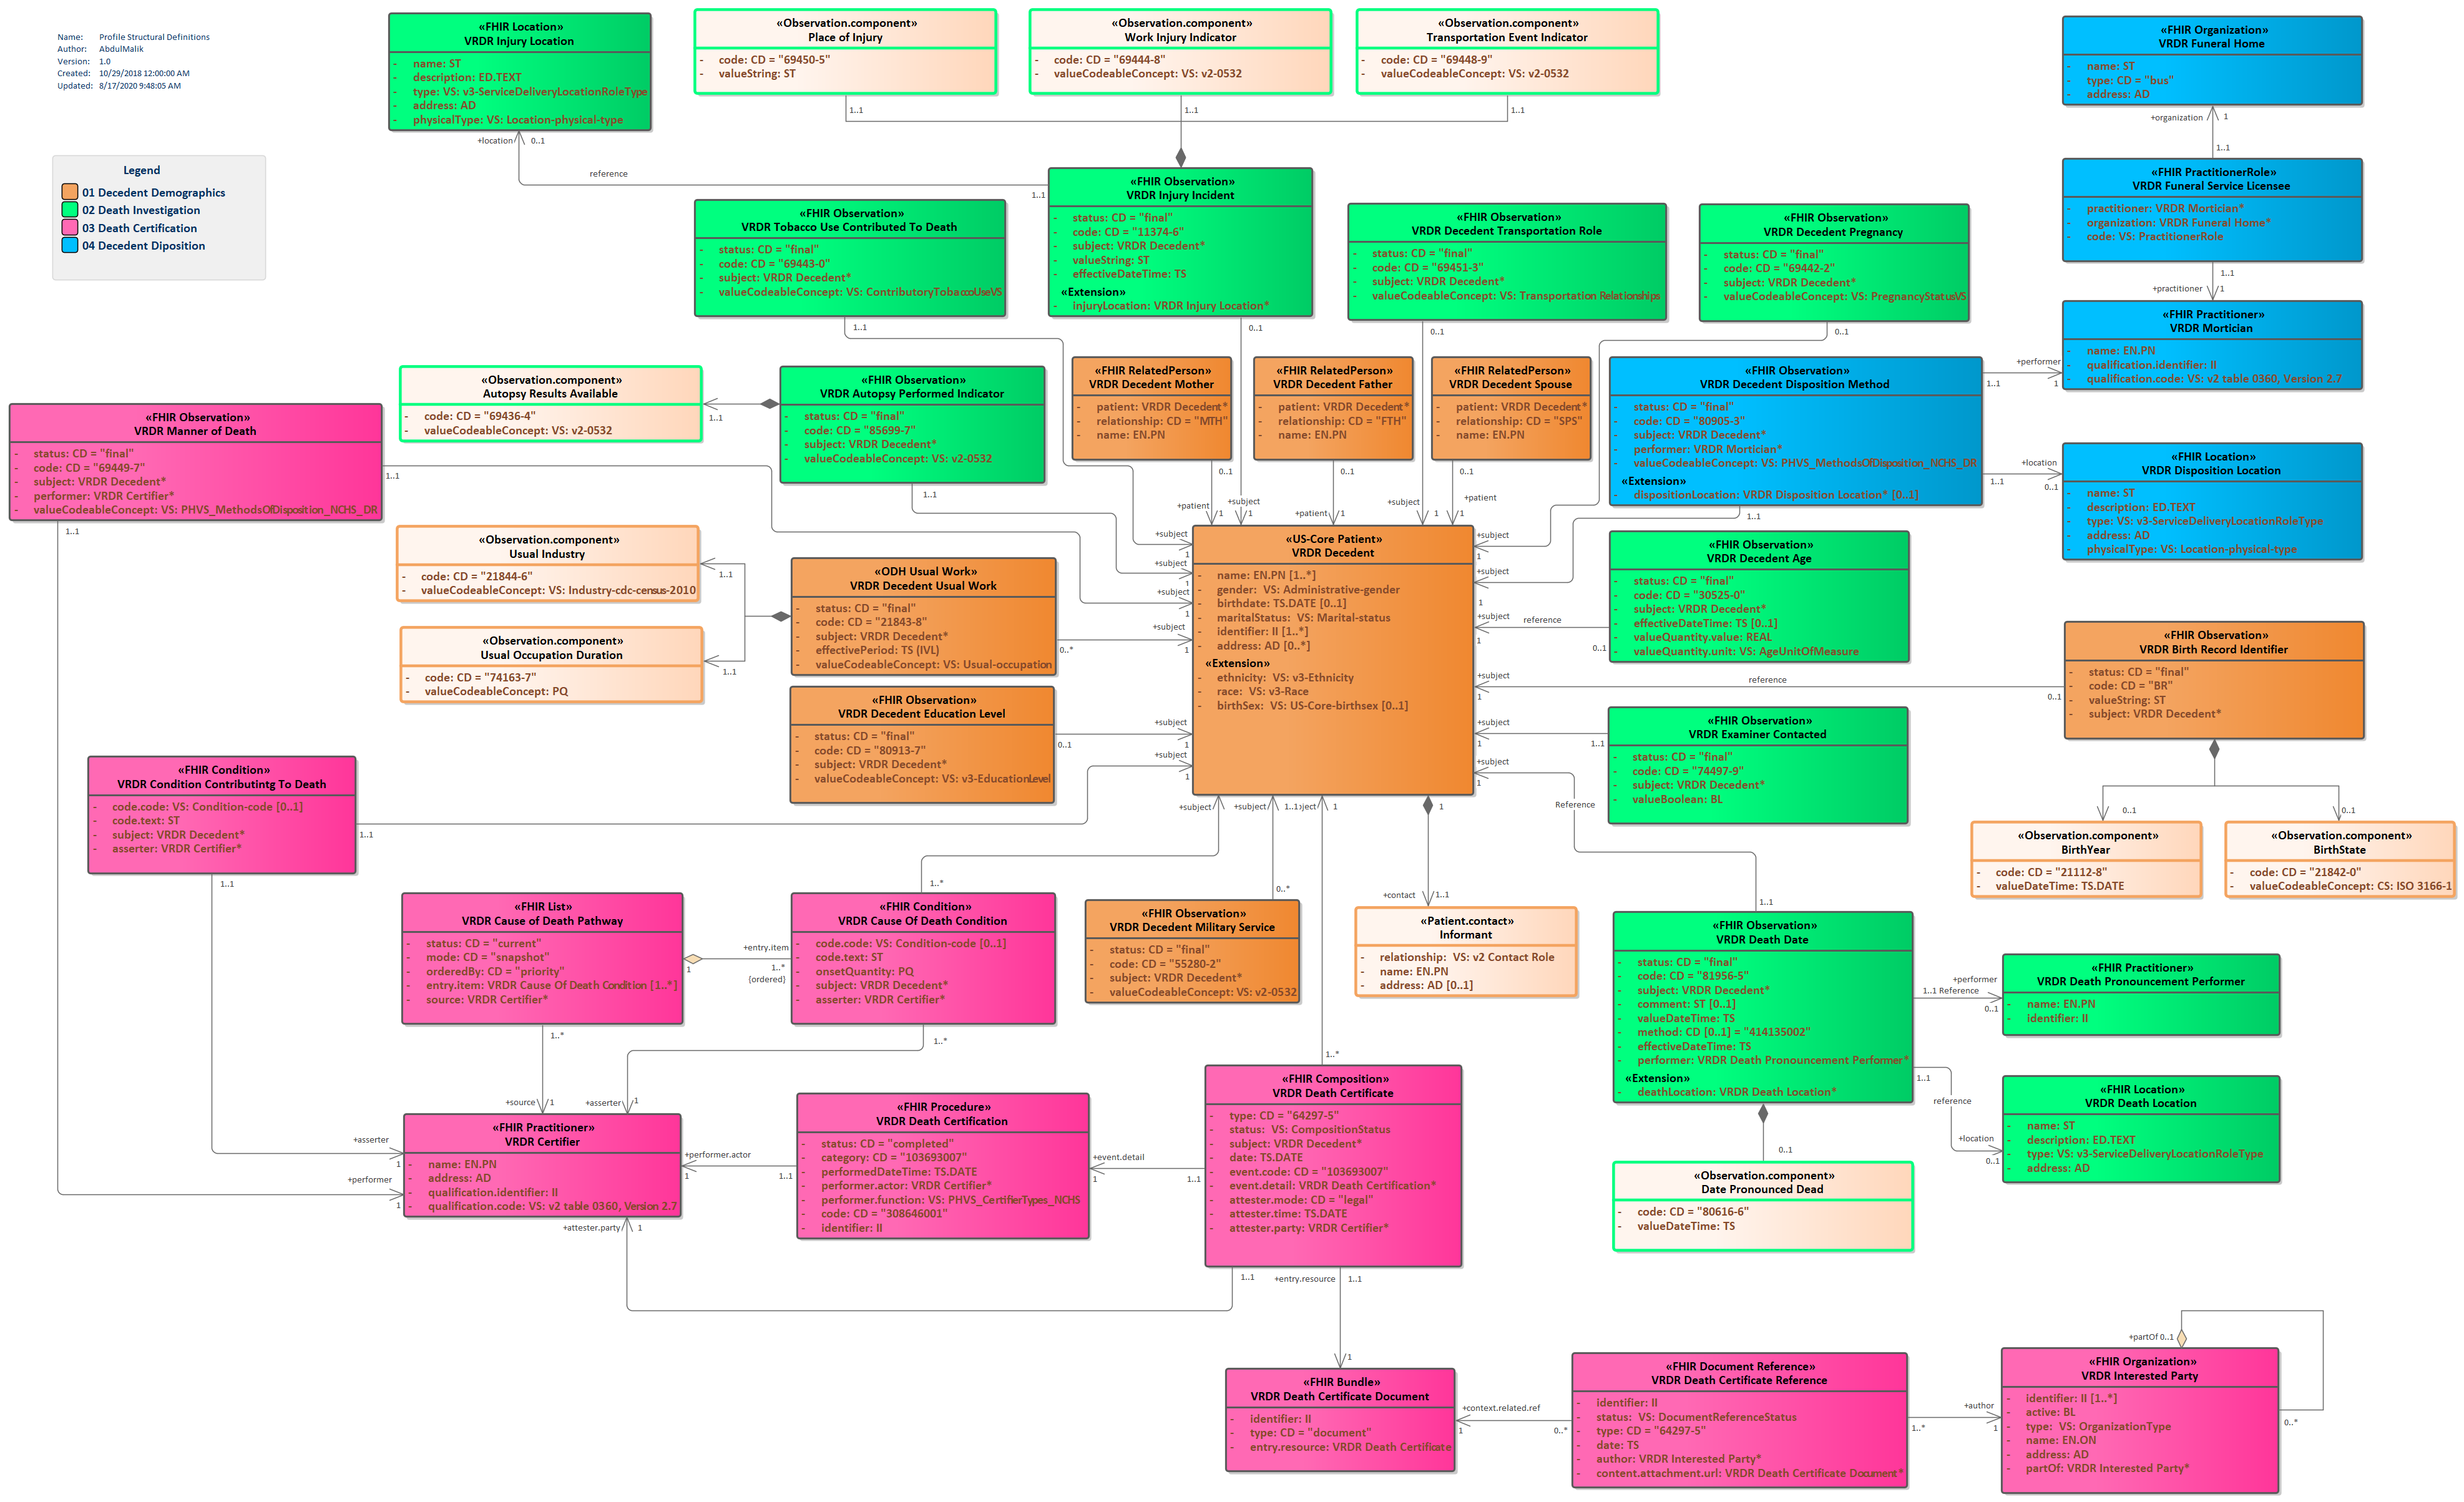 Name: Profile Structural Definitions
Author: AbdulMalik
Version: 1.0
Created: 10/29/2018 12:00:00 AM
Updated: 8/17/2020 9:48:05 AM
Legend
01 Decedent Demographics
02 Death Investigation
03 Death Certification
04 Decedent Diposition
«FHIR Location»
VRDR Injury Location
- name: ST
- description: ED.TEXT
- type: VS: v3-ServiceDeliveryLocationRoleType
- address: AD
- physicalType: VS: Location-physical-type
+location 0..1
reference
1..1
«Observation.component»
Place of Injury
- code: CD = "69450-5"
- valueString: ST
1..1
«Observation.component»
Work Injury Indicator
- code: CD = "69444-8"
- valueCodeableConcept: VS: v2-0532
1..1
«Observation.component»
Transportation Event Indicator
- code: CD = "69448-9"
- valueCodeableConcept: VS: v2-0532
1..1
«FHIR Organization»
VRDR Funeral Home
- name: ST
- type: CD = "bus"
- address: AD
+organization 1
1..1
«FHIR PractitionerRole»
VRDR Funeral Service Licensee
- practitioner: VRDR Mortician*
- organization: VRDR Funeral Home*
- code: VS: PractitionerRole
1..1
+practitioner 1
«FHIR Practitioner»
VRDR Mortician
- name: EN.PN
- qualification.identifier: II
- qualification.code: VS: v2 table 0360, Version 2.7
«FHIR Observation»
VRDR Injury Incident
- status: CD = "final"
- code: CD = "11374-6"
- subject: VRDR Decedent*
- valueString: ST
- effectiveDateTime: TS
«Extension»
- injuryLocation: VRDR Injury Location*
0..1
«FHIR Observation»
VRDR Tobacco Use Contributed To Death
- status: CD = "final"
- code: CD = "69443-0"
- subject: VRDR Decedent*
- valueCodeableConcept: VS: ContributoryTobaccoUseVS
1..1
«FHIR Observation»
VRDR Decedent Transportation Role
- status: CD = "final"
- code: CD = "69451-3"
- subject: VRDR Decedent*
- valueCodeableConcept: VS: Transportation Relationships
0..1
«FHIR Observation»
VRDR Decedent Pregnancy
- status: CD = "final"
- code: CD = "69442-2"
- subject: VRDR Decedent*
- valueCodeableConcept: VS: PregnancyStatusVS
0..1
«Observation.component»
Autopsy Results Available
- code: CD = "69436-4"
- valueCodeableConcept: VS: v2-0532
1..1
«FHIR Observation»
VRDR Autopsy Performed Indicator
- status: CD = "final"
- code: CD = "85699-7"
- subject: VRDR Decedent*
- valueCodeableConcept: VS: v2-0532
1..1
«FHIR RelatedPerson»
VRDR Decedent Mother
- patient: VRDR Decedent*
- relationship: CD = "MTH"
- name: EN.PN
0..1
«FHIR RelatedPerson»
VRDR Decedent Father
- patient: VRDR Decedent*
- relationship: CD = "FTH"
- name: EN.PN
0..1
«FHIR RelatedPerson»
VRDR Decedent Spouse
- patient: VRDR Decedent*
- relationship: CD = "SPS"
- name: EN.PN
0..1
«FHIR Observation»
VRDR Decedent Disposition Method
- status: CD = "final"
- code: CD = "80905-3"
- subject: VRDR Decedent*
- performer: VRDR Mortician*
- valueCodeableConcept: VS: PHVS_MethodsOfDisposition_NCHS_DR
«Extension»
- dispositionLocation: VRDR Disposition Location* [0..1]
1..1
+performer
1..1 1
+location
1..1 0..1
«FHIR Location»
VRDR Disposition Location
- name: ST
- description: ED.TEXT
- type: VS: v3-ServiceDeliveryLocationRoleType
- address: AD
- physicalType: VS: Location-physical-type
«FHIR Observation»
VRDR Manner of Death
- status: CD = "final"
- code: CD = "69449-7"
- subject: VRDR Decedent*
- performer: VRDR Certifier*
- valueCodeableConcept: VS: PHVS_MethodsOfDisposition_NCHS_DR
1..1
1..1
+patient 1
+subject 1
+patient 1
+subject 1
+patient 1
«US-Core Patient»
VRDR Decedent
- name: EN.PN [1..*]
- gender: VS: Administrative-gender
- birthdate: TS.DATE [0..1]
- maritalStatus: VS: Marital-status
- identifier: II [1..*]
- address: AD [0..*]
«Extension»
- ethnicity: VS: v3-Ethnicity
- race: VS: v3-Race
- birthSex: VS: US-Core-birthsex [0..1]
+subject
1
+subject
1
+subject
1
+subject
1
+subject
1
+subject
1
+subject
1
+subject
1
+subject
1
+subject
1
+subject
1
+subject
1
«Observation.component»
Usual Industry
- code: CD = "21844-6"
- valueCodeableConcept: VS: Industry-cdc-census-2010
1..1
«Observation.component»
Usual Occupation Duration
- code: CD = "74163-7"
- valueCodeableConcept: PQ
1..1
«ODH Usual Work»
VRDR Decedent Usual Work
- status: CD = "final"
- code: CD = "21843-8"
- subject: VRDR Decedent*
- effectivePeriod: TS (IVL)
- valueCodeableConcept: VS: Usual-occupation
0..*
«FHIR Observation»
VRDR Decedent Education Level
- status: CD = "final"
- code: CD = "80913-7"
- subject: VRDR Decedent*
- valueCodeableConcept: VS: v3-EducationLevel
0..1
«FHIR Observation»
VRDR Decedent Age
- status: CD = "final"
- code: CD = "30525-0"
- subject: VRDR Decedent*
- effectiveDateTime: TS [0..1]
- valueQuantity.value: REAL
- valueQuantity.unit: VS: AgeUnitOfMeasure
reference
0..1
«FHIR Observation»
VRDR Birth Record Identifier
- status: CD = "final"
- code: CD = "BR"
- valueString: ST
- subject: VRDR Decedent*
reference
0..1
«FHIR Observation»
VRDR Examiner Contacted
- status: CD = "final"
- code: CD = "74497-9"
- subject: VRDR Decedent*
- valueBoolean: BL
1..1
0..1
0..1
«Observation.component»
BirthYear
- code: CD = "21112-8"
- valueDateTime: TS.DATE
«Observation.component»
BirthState
- code: CD = "21842-0"
- valueCodeableConcept: CS: ISO 3166-1
«FHIR Condition»
VRDR Condition Contributintg To Death
- code.code: VS: Condition-code [0..1]
- code.text: ST
- subject: VRDR Decedent*
- asserter: VRDR Certifier*
1..1
1..1
+subject
+subject 1..1
ject 1
1
Reference
«FHIR List»
VRDR Cause of Death Pathway
- status: CD = "current"
- mode: CD = "snapshot"
- orderedBy: CD = "priority"
- entry.item: VRDR Cause Of Death Condition [1..*]
- source: VRDR Certifier*
1..*
+entry.item
1 1..*
{ordered}
«FHIR Condition»
VRDR Cause Of Death Condition
- code.code: VS: Condition-code [0..1]
- code.text: ST
- onsetQuantity: PQ
- subject: VRDR Decedent*
- asserter: VRDR Certifier*
1..*
1..*
«FHIR Observation»
VRDR Decedent Military Service
- status: CD = "final"
- code: CD = "55280-2"
- subject: VRDR Decedent*
- valueCodeableConcept: VS: v2-0532
0..*
+contact 1..1
«Patient.contact»
Informant
- relationship: VS: v2 Contact Role
- name: EN.PN
- address: AD [0..1]
1..1
«FHIR Observation»
VRDR Death Date
- status: CD = "final"
- code: CD = "81956-5"
- subject: VRDR Decedent*
- comment: ST [0..1]
- valueDateTime: TS
- method: CD [0..1] = "414135002"
- effectiveDateTime: TS
- performer: VRDR Death Pronouncement Performer*
«Extension»
- deathLocation: VRDR Death Location*
+performer
1..1 Reference
0..1
«FHIR Practitioner»
VRDR Death Pronouncement Performer
- name: EN.PN
- identifier: II
1..1
reference
+location
0..1
«FHIR Location»
VRDR Death Location
- name: ST
- description: ED.TEXT
- type: VS: v3-ServiceDeliveryLocationRoleType
- address: AD
0..1
«Observation.component»
Date Pronounced Dead
- code: CD = "80616-6"
- valueDateTime: TS
+source 1
+asserter 1
+asserter
1
+performer
1
«FHIR Practitioner»
VRDR Certifier
- name: EN.PN
- address: AD
- qualification.identifier: II
- qualification.code: VS: v2 table 0360, Version 2.7
+attester.party 1
+performer.actor
1 1..1
«FHIR Procedure»
VRDR Death Certification
- status: CD = "completed"
- category: CD = "103693007"
- performedDateTime: TS.DATE
- performer.actor: VRDR Certifier*
- performer.function: VS: PHVS_CertifierTypes_NCHS
- code: CD = "308646001"
- identifier: II
+event.detail
1 1..1
1..*
«FHIR Composition»
VRDR Death Certificate
- type: CD = "64297-5"
- status: VS: CompositionStatus
- subject: VRDR Decedent*
- date: TS.DATE
- event.code: CD = "103693007"
- event.detail: VRDR Death Certification*
- attester.mode: CD = "legal"
- attester.time: TS.DATE
- attester.party: VRDR Certifier*
1..1 +entry.resource 1..1
1
«FHIR Bundle»
VRDR Death Certificate Document
- identifier: II
- type: CD = "document"
- entry.resource: VRDR Death Certificate
+context.related.ref
1 0..*
«FHIR Document Reference»
VRDR Death Certificate Reference
- identifier: II
- status: VS: DocumentReferenceStatus
- type: CD = "64297-5"
- date: TS
- author: VRDR Interested Party*
- content.attachment.url: VRDR Death Certificate Document*
+author
1..* 1
+partOf 0..1
«FHIR Organization»
VRDR Interested Party
- identifier: II [1..*]
- active: BL
- type: VS: OrganizationType
- name: EN.ON
- address: AD
- partOf: VRDR Interested Party*
0..*